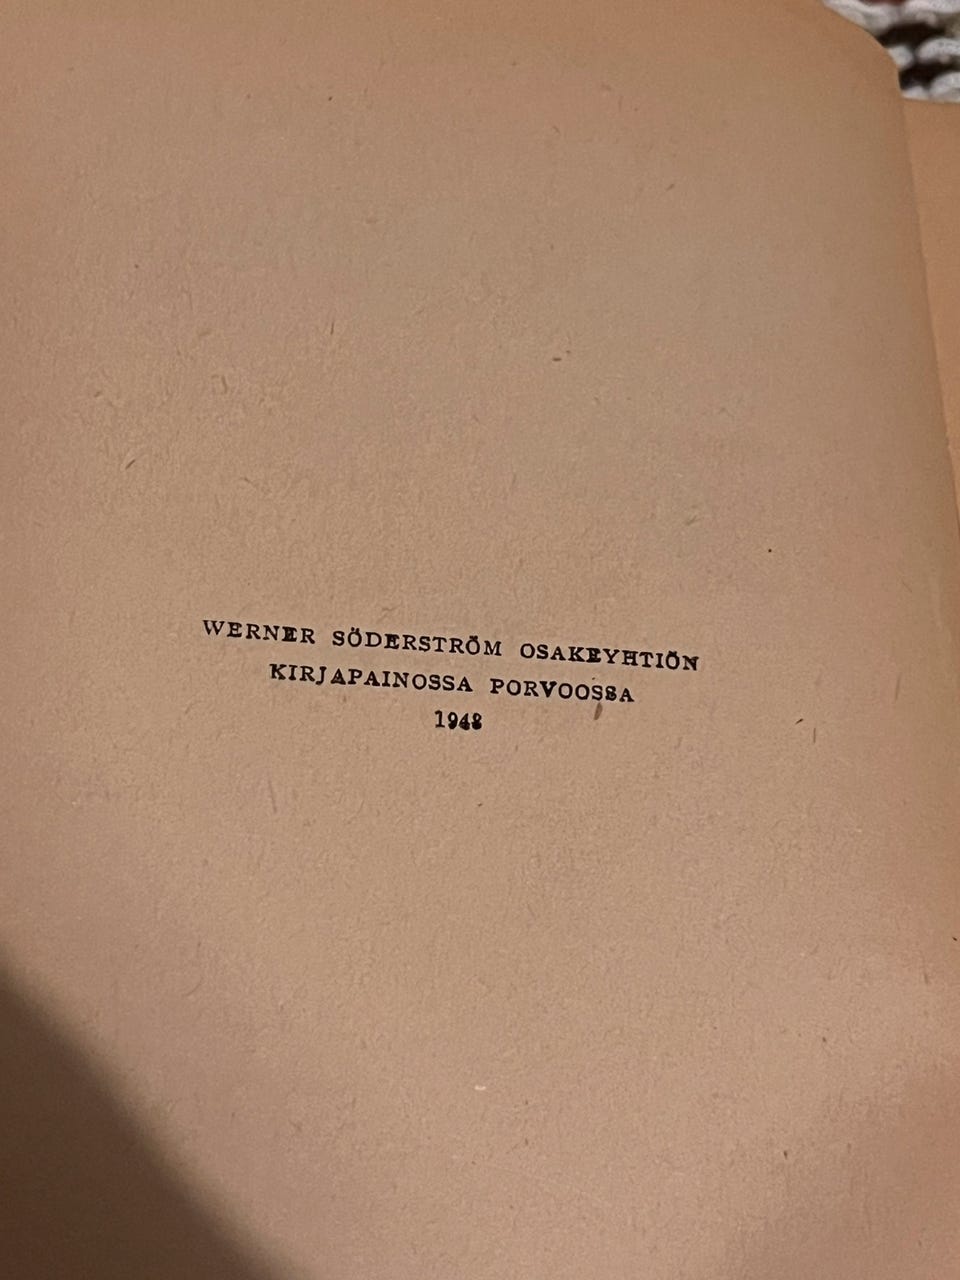 WERNER SÖDERSTRÖM OSAKEYHTIÖN
KIRJAPAINOSSA PORVOOSSA
1948